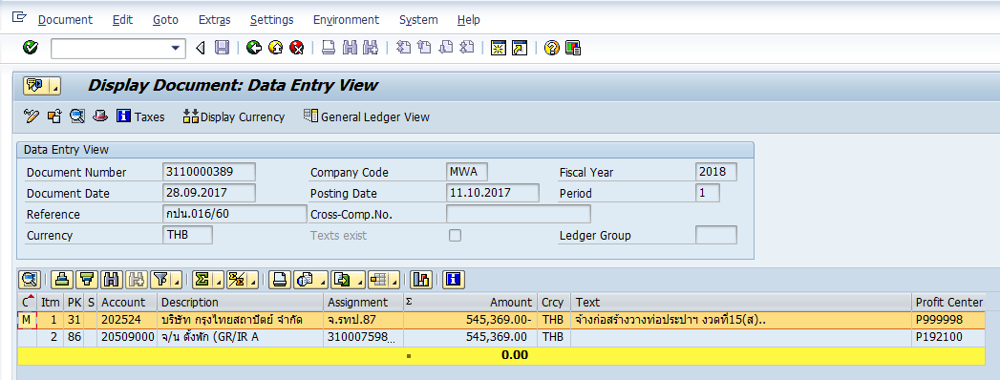 Document Edit Goto Extras Settings Environment System Help
Display Document: Data Entry View
Taxes Display Currency General Ledger View
Data Entry View
Document Number 3110000389 Company Code MWA Fiscal Year 2018
Document Date 28.09.2017 Posting Date 11.10.2017 Period 1
Reference กปน.016/60 Cross-Comp.No.
Currency THB Texts exist Ledger Group
C Itm PK S Account Description Assignment Σ Amount Crcy Text Profit Center
M 1 31 202524 บริษัท กรุงไทยสถาปัตย์ จำกัด จ.รทป.87 545,369.00- THB จ้างก่อสร้างวางท่อประปาฯ งวดที่15(ส).. P999998
2 86 20509000 จ/น ตั้งพัก (GR/IR A 310007598... 545,369.00 THB P192100
0.00